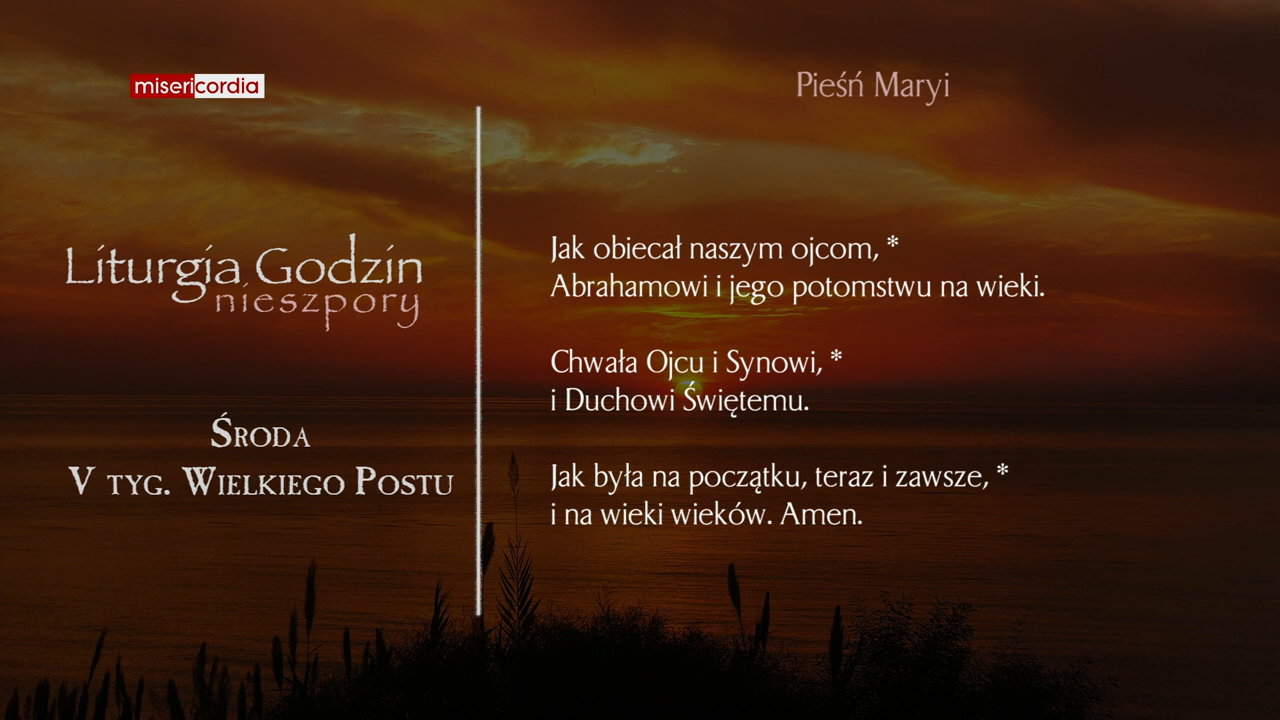 misericordia
Pieśń Maryi
Liturgia Godzin
nieszpory
Środa
V tyg. Wielkiego Postu
Jak obiecał naszym ojcom, *
Abrahamowi i jego potomstwu na wieki.
Chwała Ojcu i Synowi, *
i Duchowi Świętemu.
Jak była na początku, teraz i zawsze, *
i na wieki wieków. Amen.